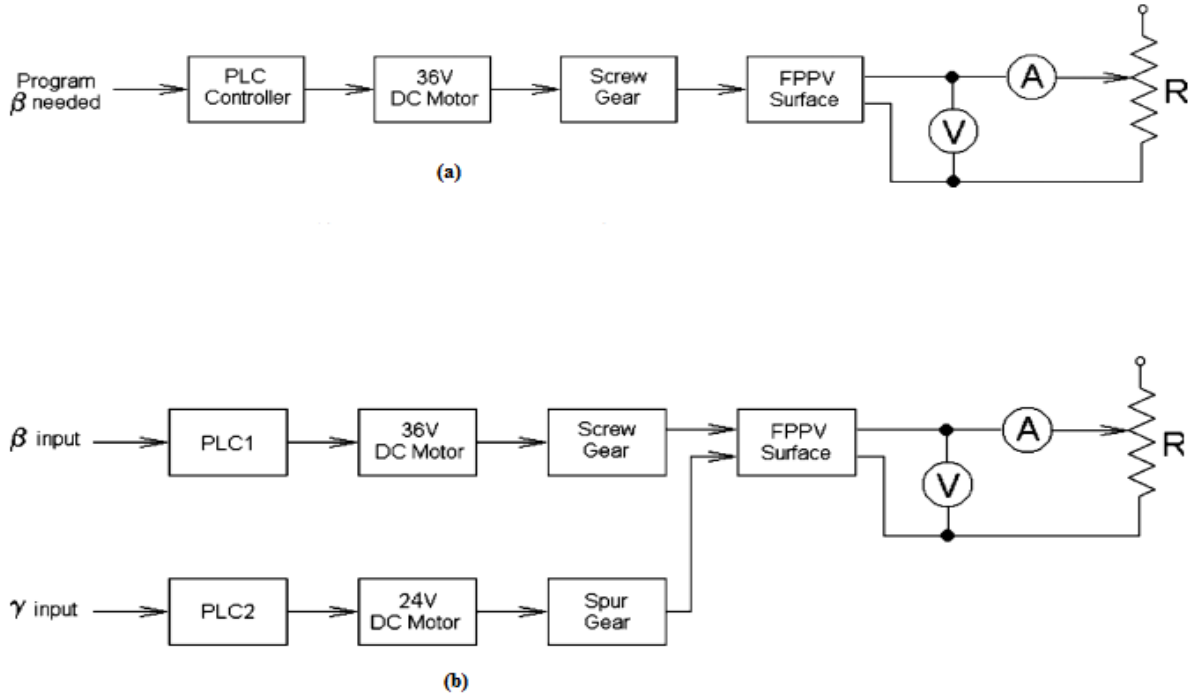 Program
β needed
PLC
Controller
36V
DC Motor
Screw
Gear
FPPV
Surface
A
V
R
(a)
β input
PLC1
36V
DC Motor
Screw
Gear
FPPV
Surface
A
V
R
γ input
PLC2
24V
DC Motor
Spur
Gear
(b)